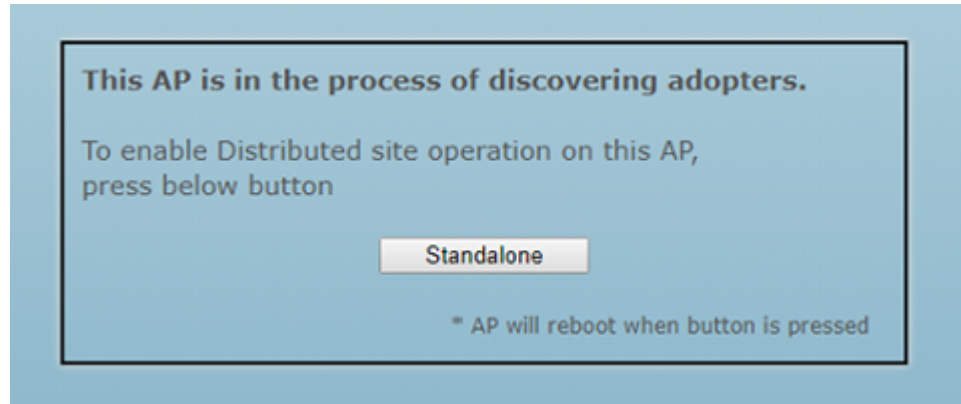 This AP is in the process of discovering adopters.
To enable Distributed site operation on this AP,
press below button
Standalone
* AP will reboot when button is pressed